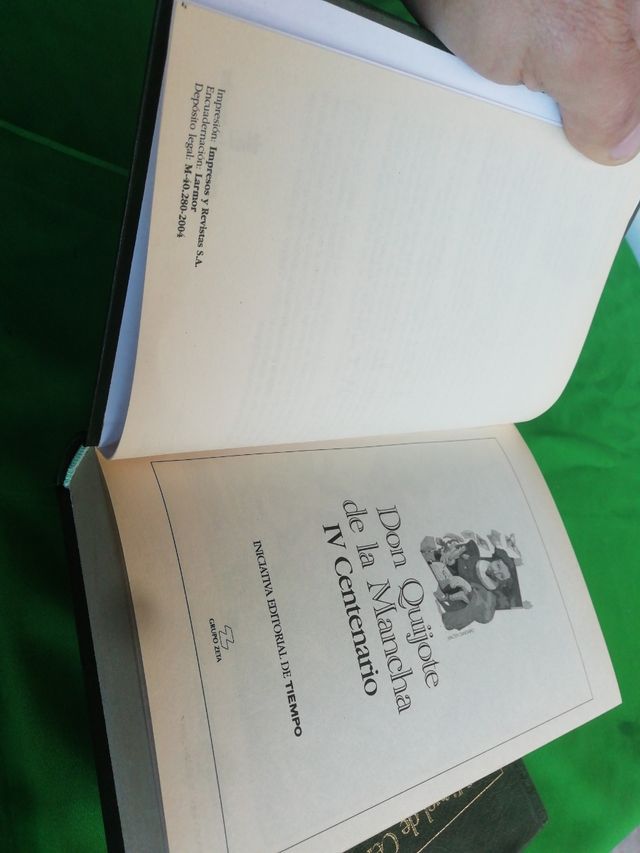 Impresión: Impresos y Revistas S.A.
Encuadernación: Larmor
Depósito legal: M-40.280-2004
Don Quijote
de la Mancha
IV Centenario
INICIATIVA EDITORIAL DE TIEMPO
GRUPO ZETA